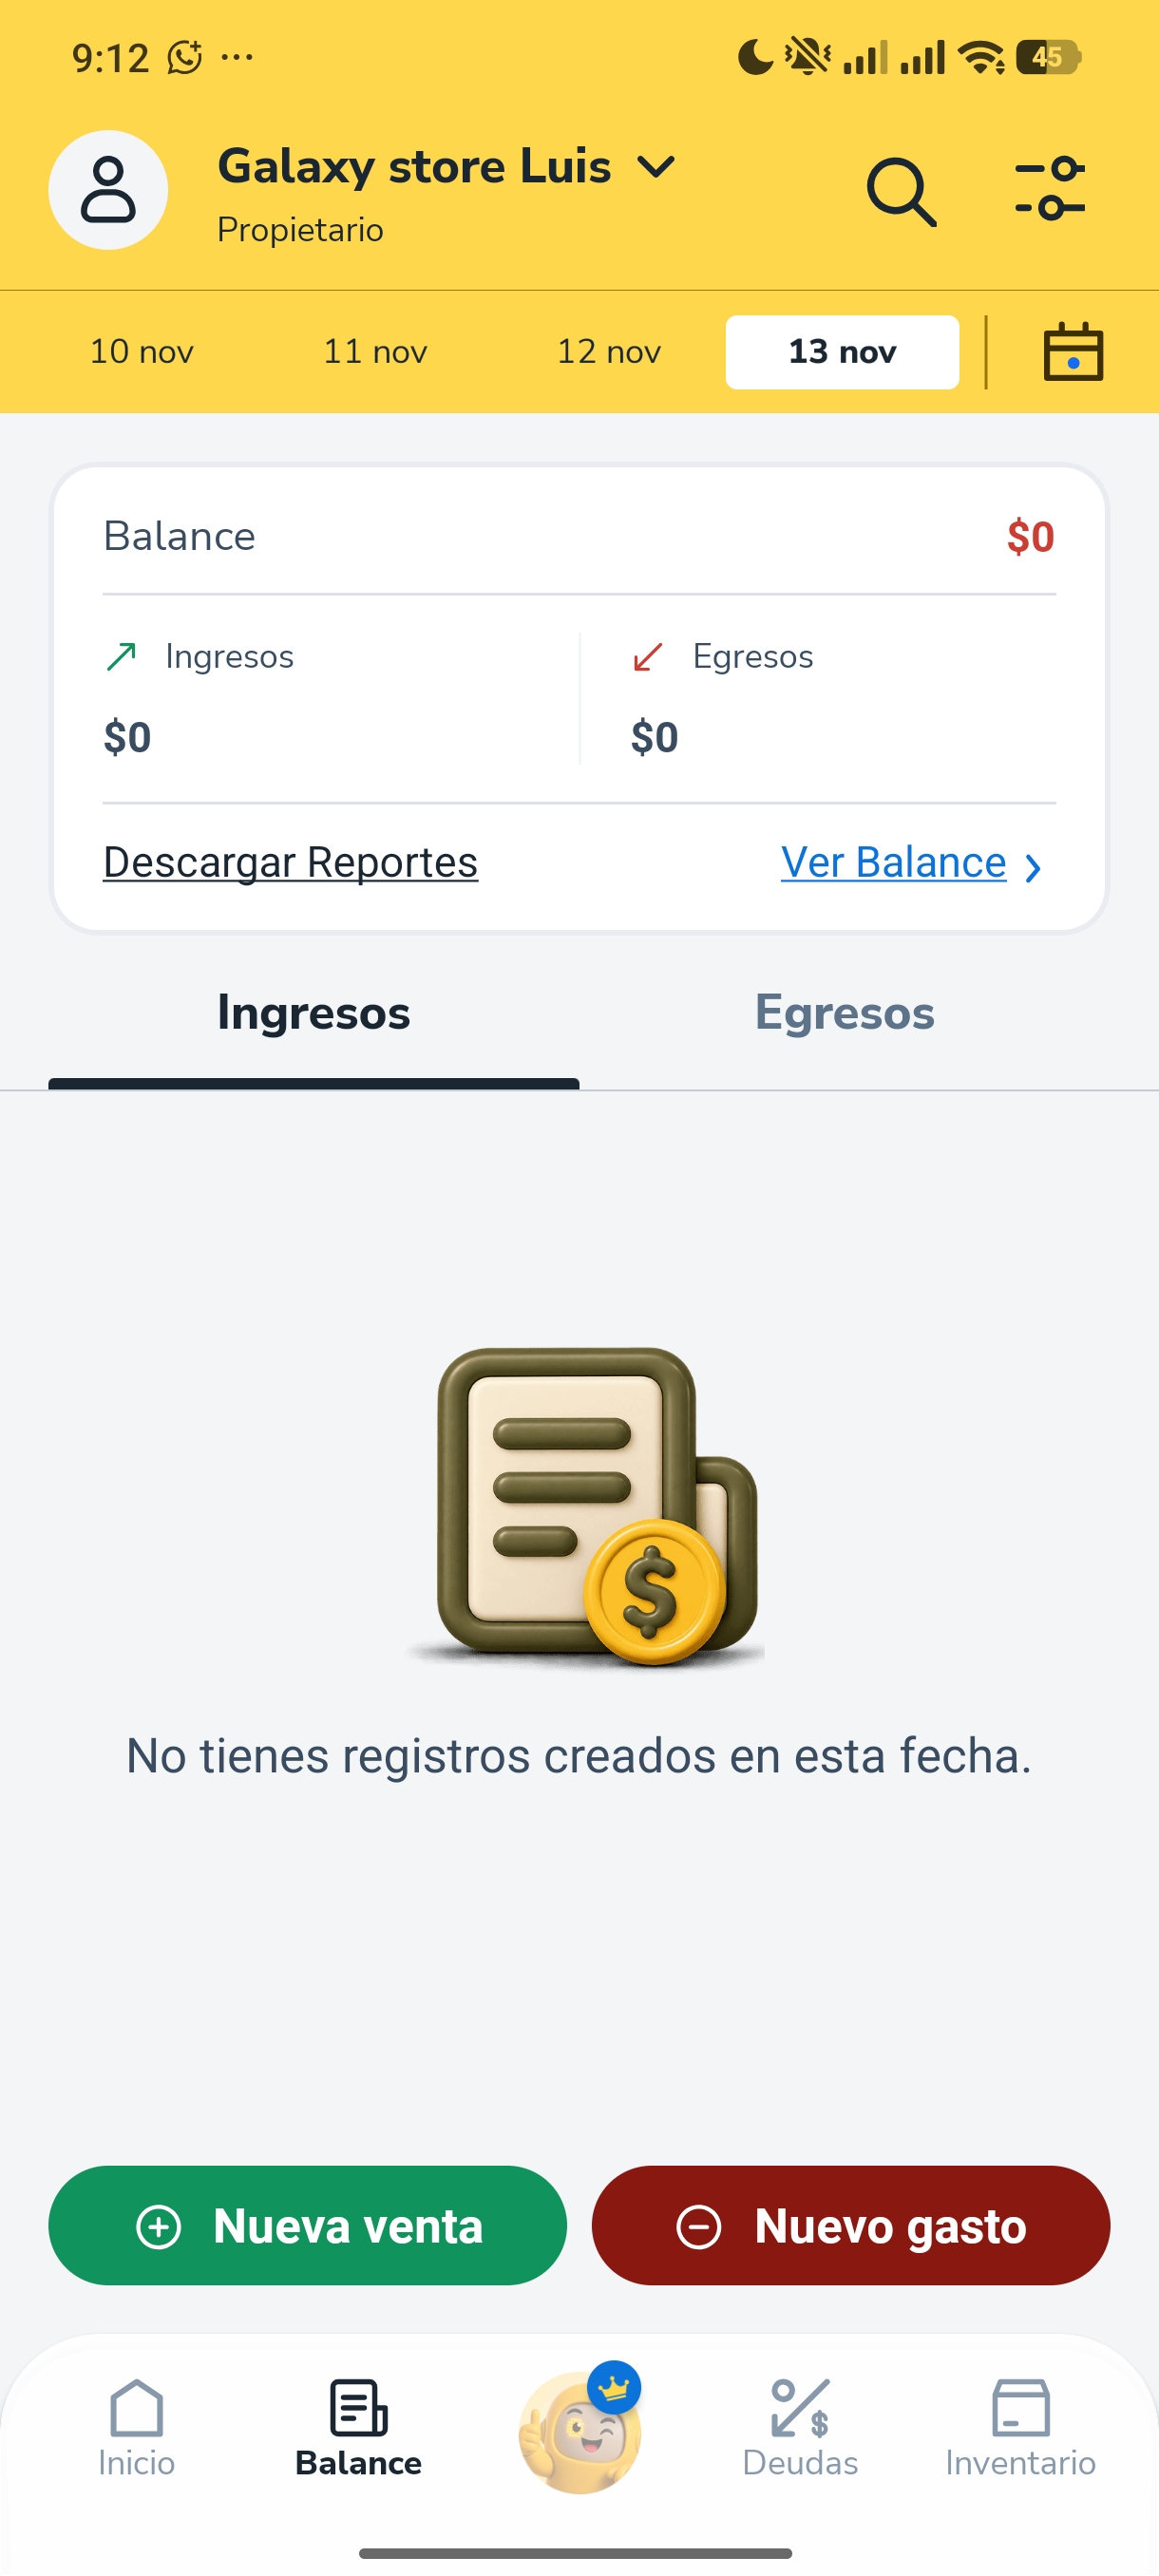 9:12
45
Galaxy store Luis
Propietario
10 nov 11 nov 12 nov 13 nov
Balance $0
Ingresos Egresos
$0 $0
Descargar Reportes Ver Balance
Ingresos Egresos
$
No tienes registros creados en esta fecha.
Nueva venta Nuevo gasto
$
Inicio Balance Deudas Inventario